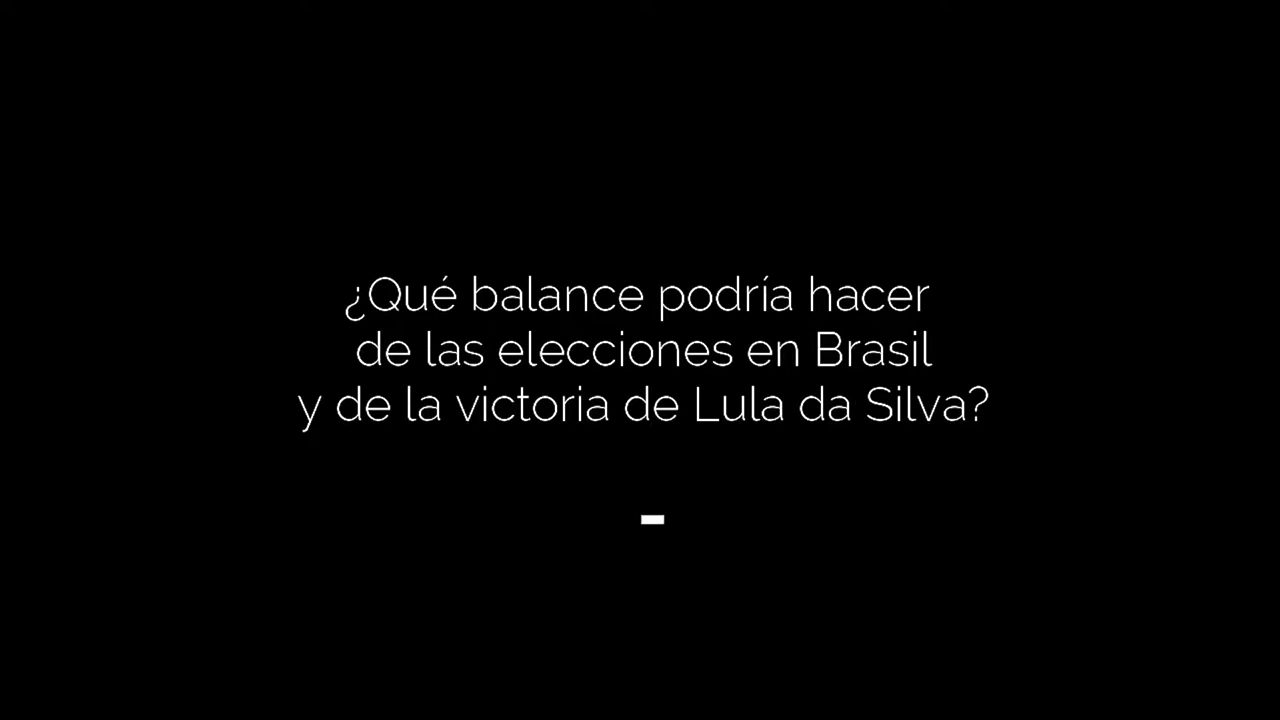 ¿Qué balance podría hacer
de las elecciones en Brasil
y de la victoria de Lula da Silva?